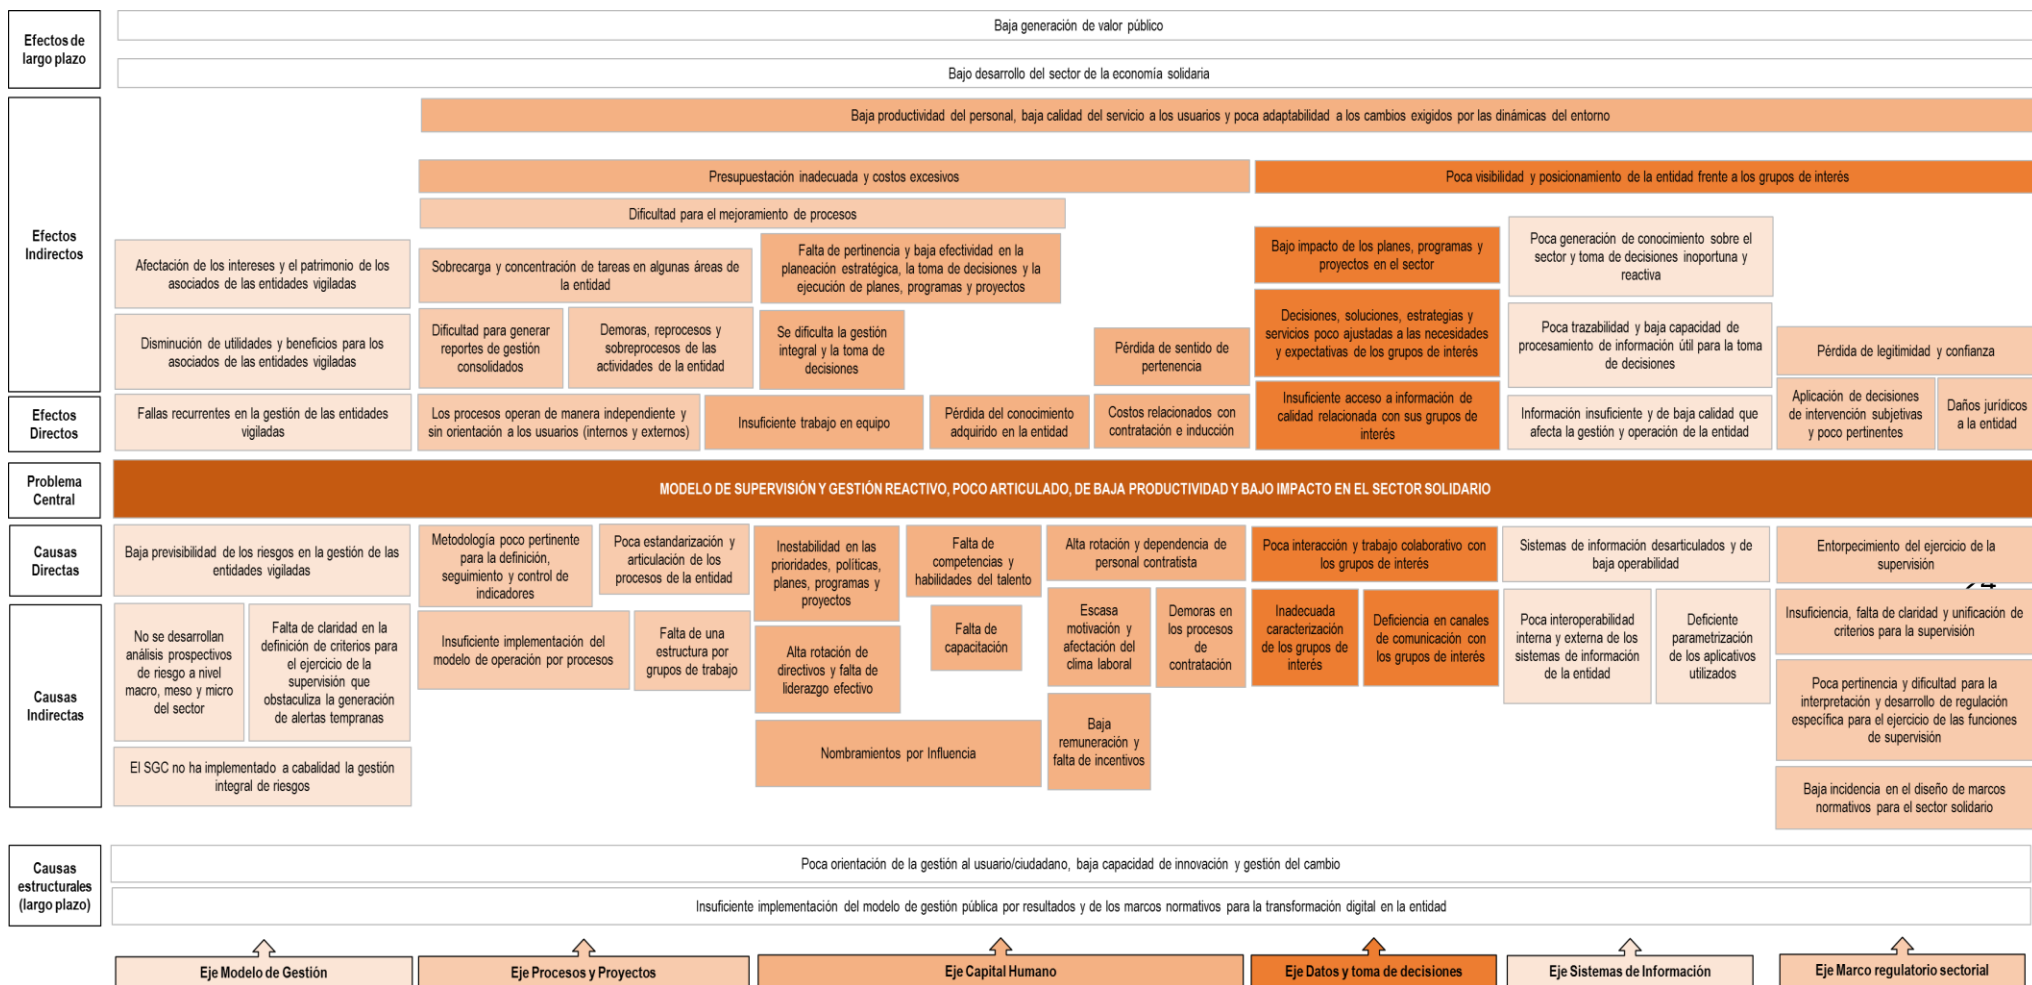 Efectos de
largo plazo
Baja generación de valor público
Bajo desarrollo del sector de la economía solidaria
Efectos
Indirectos
Baja productividad del personal, baja calidad del servicio a los usuarios y poca adaptabilidad a los cambios exigidos por las dinámicas del entorno
Presupuestación inadecuada y costos excesivos
Poca visibilidad y posicionamiento de la entidad frente a los grupos de interés
Dificultad para el mejoramiento de procesos
Afectación de los intereses y el patrimonio de los
asociados de las entidades vigiladas
Sobrecarga y concentración de tareas en algunas áreas de
la entidad
Falta de pertinencia y baja efectividad en la
planeación estratégica, la toma de decisiones y la
ejecución de planes, programas y proyectos
Bajo impacto de los planes, programas y
proyectos en el sector
Poca generación de conocimiento sobre el
sector y toma de decisiones inoportuna y
reactiva
Disminución de utilidades y beneficios para los
asociados de las entidades vigiladas
Dificultad para generar
reportes de gestión
consolidados
Demoras, reprocesos y
sobreprocesos de las
actividades de la entidad
Se dificulta la gestión
integral y la toma de
decisiones
Pérdida de sentido de
pertenencia
Decisiones, soluciones, estrategias y
servicios poco ajustadas a las necesidades
y expectativas de los grupos de interés
Poca trazabilidad y baja capacidad de
procesamiento de información útil para la toma
de decisiones
Pérdida de legitimidad y confianza
Efectos
Directos
Fallas recurrentes en la gestión de las entidades
vigiladas
Los procesos operan de manera independiente y
sin orientación a los usuarios (internos y externos)
Insuficiente trabajo en equipo
Pérdida del conocimiento
adquirido en la entidad
Costos relacionados con
contratación e inducción
Insuficiente acceso a información de
calidad relacionada con sus grupos de
interés
Información insuficiente y de baja calidad que
afecta la gestión y operación de la entidad
Aplicación de decisiones
de intervención subjetivas
y poco pertinentes
Daños jurídicos
a la entidad
Problema
Central
MODELO DE SUPERVISIÓN Y GESTIÓN REACTIVO, POCO ARTICULADO, DE BAJA PRODUCTIVIDAD Y BAJO IMPACTO EN EL SECTOR SOLIDARIO
Causas
Directas
Baja previsibilidad de los riesgos en la gestión de las
entidades vigiladas
Metodología poco pertinente
para la definición,
seguimiento y control de
indicadores
Poca estandarización y
articulación de los
procesos de la entidad
Inestabilidad en las
prioridades, políticas,
planes, programas y
proyectos
Falta de
competencias y
habilidades del talento
Alta rotación y dependencia de
personal contratista
Poca interacción y trabajo colaborativo con
los grupos de interés
Sistemas de información desarticulados y de
baja operabilidad
Entorpecimiento del ejercicio de la
supervisión
Causas
Indirectas
No se desarrollan
análisis prospectivos
de riesgo a nivel
macro, meso y micro
del sector
Falta de claridad en la
definición de criterios para
el ejercicio de la
supervisión que
obstaculiza la generación
de alertas tempranas
Insuficiente implementación del
modelo de operación por procesos
Falta de una
estructura por
grupos de trabajo
Alta rotación de
directivos y falta de
liderazgo efectivo
Falta de
capacitación
Escasa
motivación y
afectación del
clima laboral
Demoras en
los procesos
de
contratación
Inadecuada
caracterización
de los grupos de
interés
Deficiencia en canales
de comunicación con
los grupos de interés
Poca interoperabilidad
interna y externa de los
sistemas de información
de la entidad
Deficiente
parametrización
de los aplicativos
utilizados
Insuficiencia, falta de claridad y unificación de
criterios para la supervisión
Poca pertinencia y dificultad para la
interpretación y desarrollo de regulación
específica para el ejercicio de las funciones
de supervisión
El SGC no ha implementado a cabalidad la gestión
integral de riesgos
Nombramientos por Influencia
Baja
remuneración y
falta de incentivos
Baja incidencia en el diseño de marcos
normativos para el sector solidario
Causas
estructurales
(largo plazo)
Poca orientación de la gestión al usuario/ciudadano, baja capacidad de innovación y gestión del cambio
Insuficiente implementación del modelo de gestión pública por resultados y de los marcos normativos para la transformación digital en la entidad
Eje Modelo de Gestión
Eje Procesos y Proyectos
Eje Capital Humano
Eje Datos y toma de decisiones
Eje Sistemas de Información
Eje Marco regulatorio sectorial